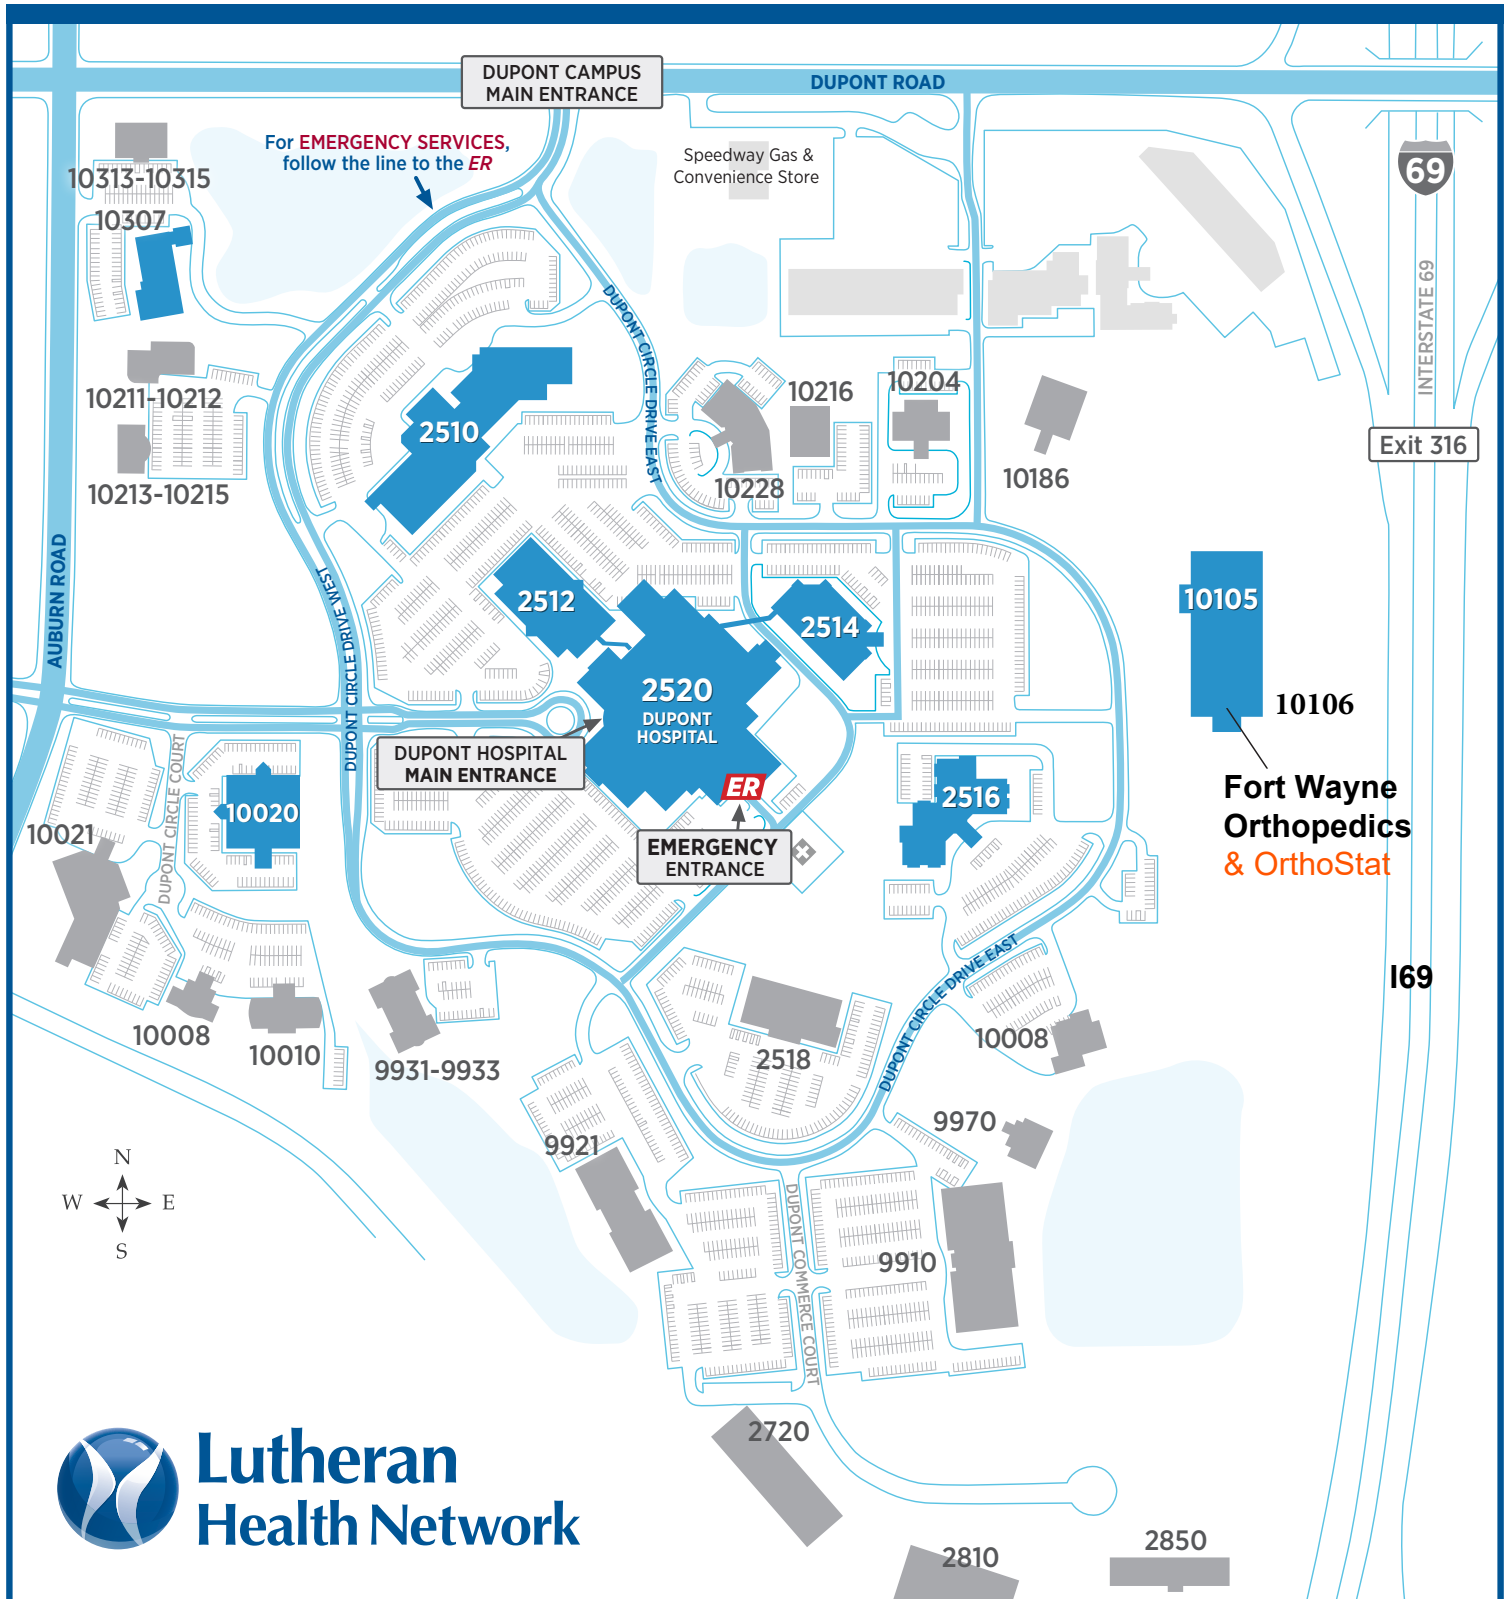 DUPONT CAMPUS
MAIN ENTRANCE
DUPONT ROAD
For EMERGENCY SERVICES,
follow the line to the ER
Speedway Gas &
Convenience Store
69
10313-10315
10307
INTERSTATE 69
DUPONT CIRCLE DRIVE EAST
10211-10212
10213-10215
2510
10216
10204
10228
10186
Exit 316
AUBURN ROAD
DUPONT CIRCLE DRIVE WEST
2512
2514
10105
2520
DUPONT
HOSPITAL
10106
DUPONT HOSPITAL
MAIN ENTRANCE
ER
EMERGENCY
ENTRANCE
2516
Fort Wayne
Orthopedics
& OrthoStat
DUPONT CIRCLE COURT
10020
10021
I69
DUPONT CIRCLE DRIVE EAST
10008
10010
9931-9933
2518
10008
9970
9921
N
W E
S
DUPONT COMMERCE COURT
9910
2720
Lutheran
Health Network
2810
2850